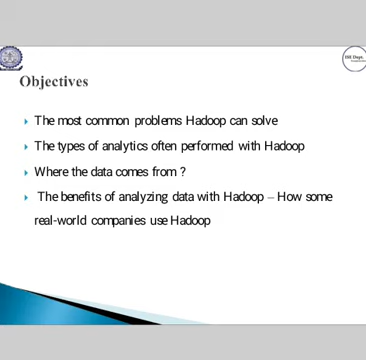 Objectives
The most common problems Hadoop can solve
The types of analytics often performed with Hadoop
Where the data comes from ?
The benefits of analyzing data with Hadoop – How some
real-world companies use Hadoop